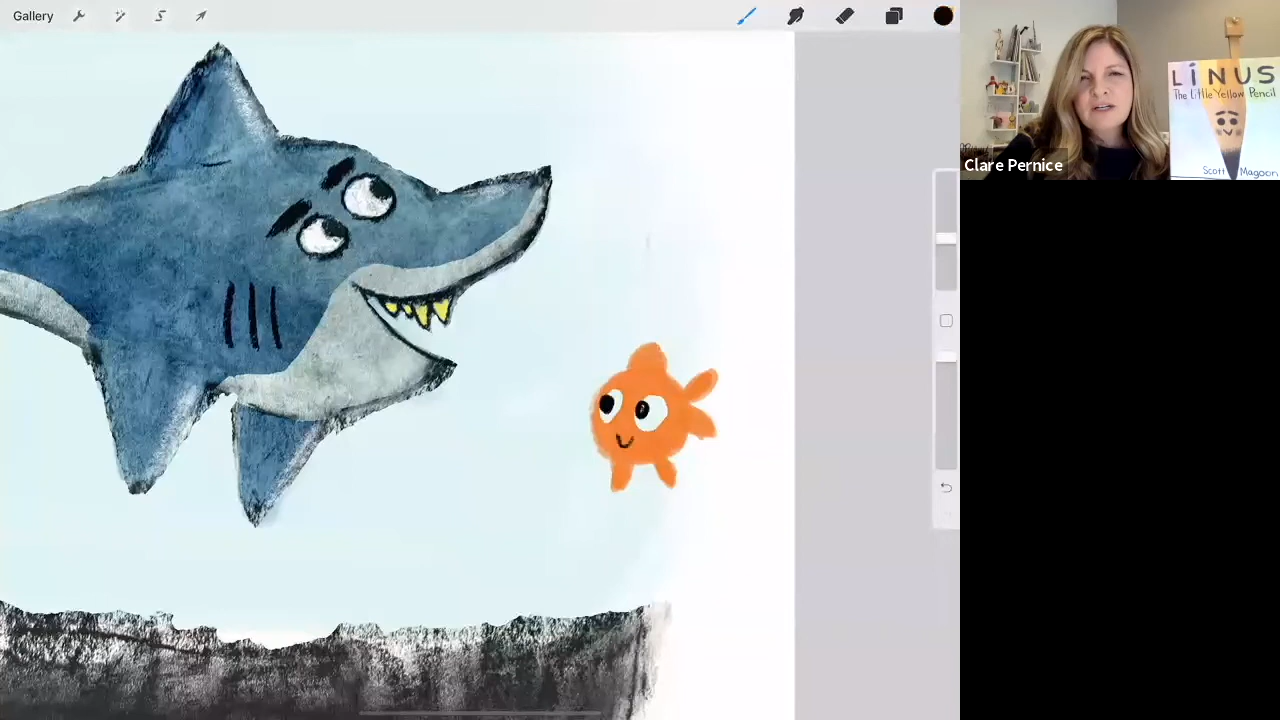 Gallery
Clare Pernice
LiNUS
The Little Yellow Pencil
Scott Magoon